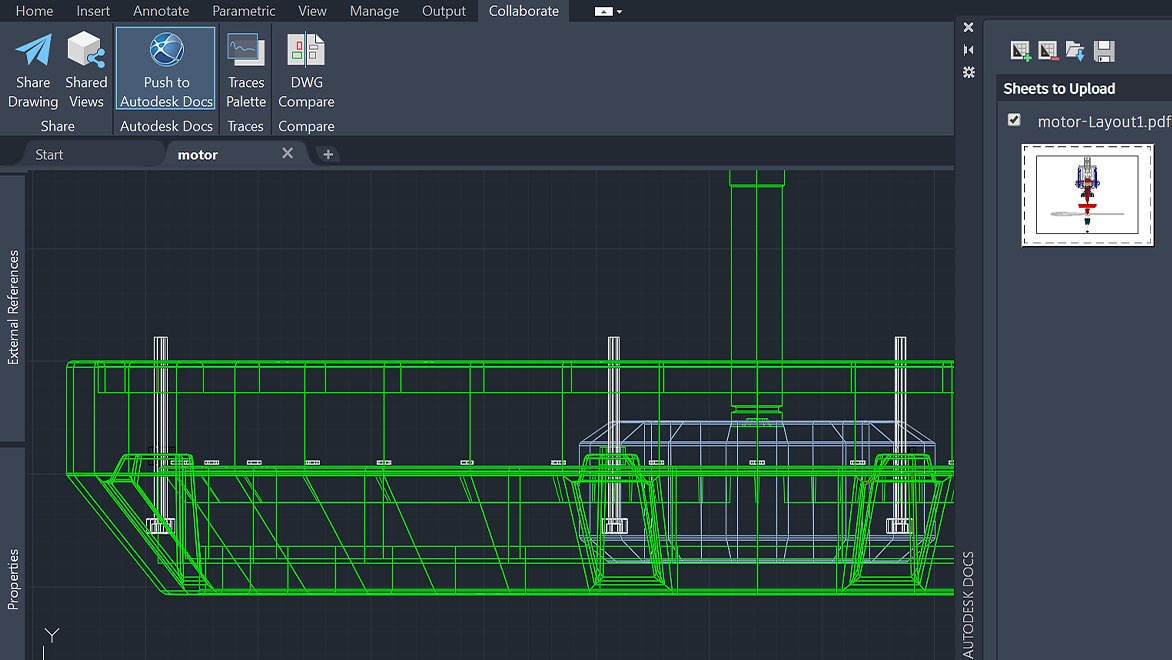 Home Insert Annotate Parametric View Manage Output Collaborate
Share Drawing
Shared Views
Push to Autodesk Docs
Traces Palette
DWG Compare
Share Autodesk Docs Traces Compare
Start motor
External References
Properties
Y
AUTODESK DOCS
Sheets to Upload
motor-Layout1.pdf